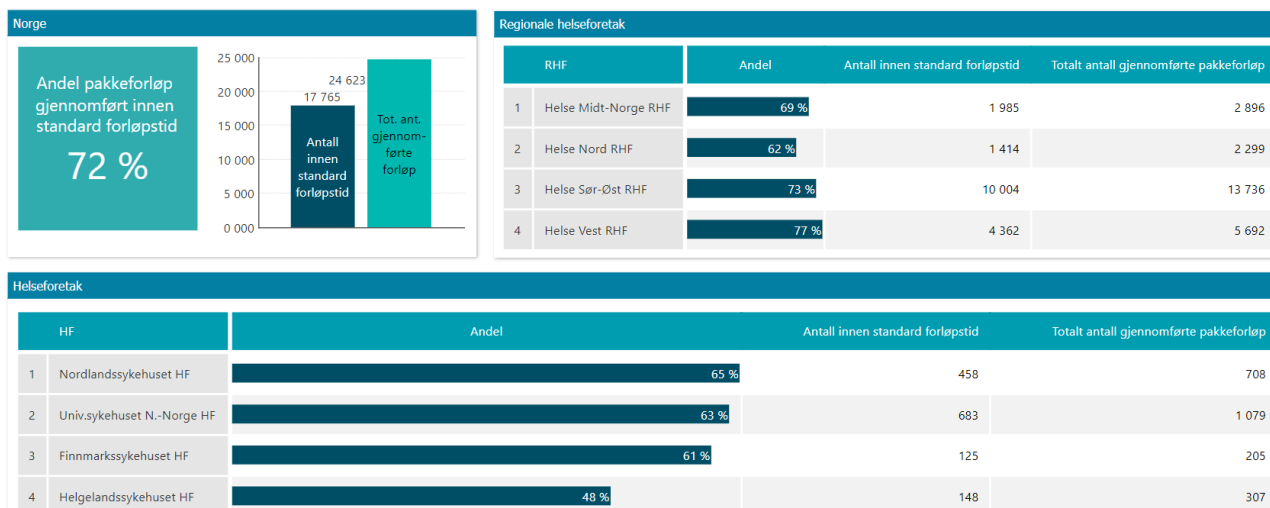 Norge
Andel pakkeforløp
gjennomført innen
standard forløpstid
72 %
25 000
20 000
15 000
10 000
5 000
0 000
24 623
17 765
Antall
innen
standard
forløpstid
Tot. ant.
gjennom-
førte
forløp
Regionale helseforetak
RHF Andel Antall innen standard forløpstid Totalt antall gjennomførte pakkeforløp
1 Helse Midt-Norge RHF 69 % 1 985 2 896
2 Helse Nord RHF 62 % 1 414 2 299
3 Helse Sør-Øst RHF 73 % 10 004 13 736
4 Helse Vest RHF 77 % 4 362 5 692
Helseforetak
HF Andel Antall innen standard forløpstid Totalt antall gjennomførte pakkeforløp
1 Nordlandssykehuset HF 65 % 458 708
2 Univ.sykehuset N.-Norge HF 63 % 683 1 079
3 Finnmarkssykehuset HF 61 % 125 205
4 Helgelandssykehuset HF 48 % 148 307